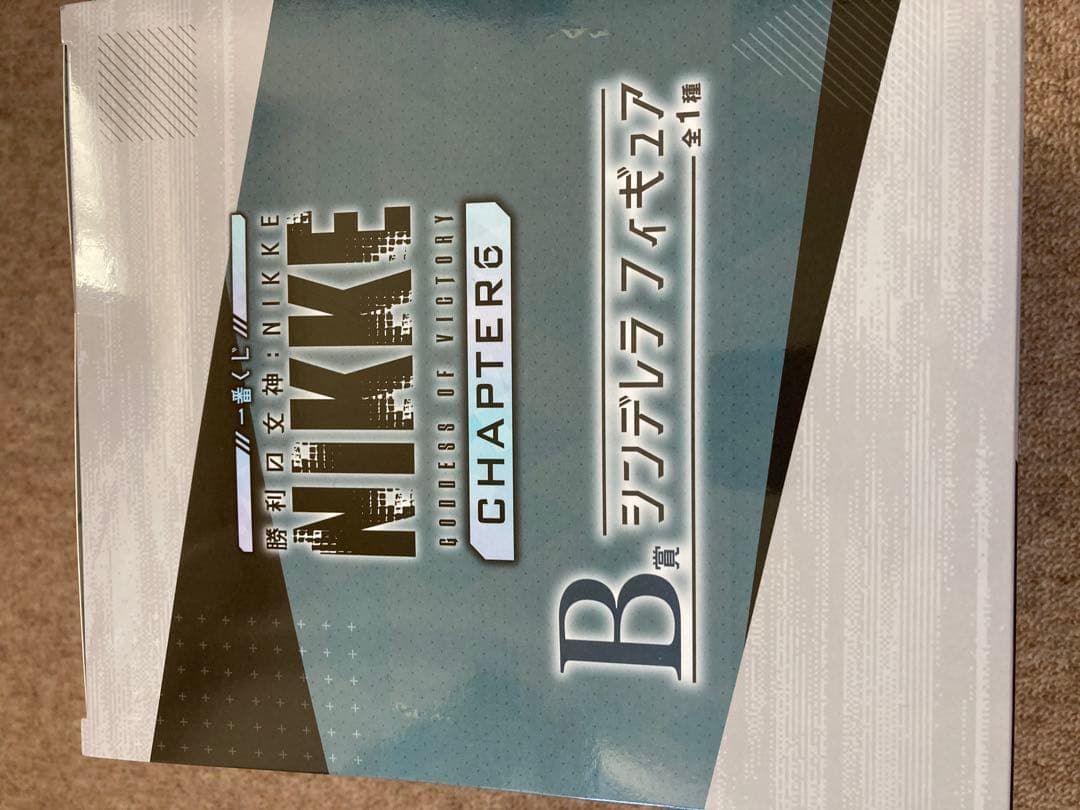 一番くじ
勝利の女神:NIKKE
NIKKE
GODDESS OF VICTORY
CHAPTER6
B賞 シンデレラ フィギュア
全1種